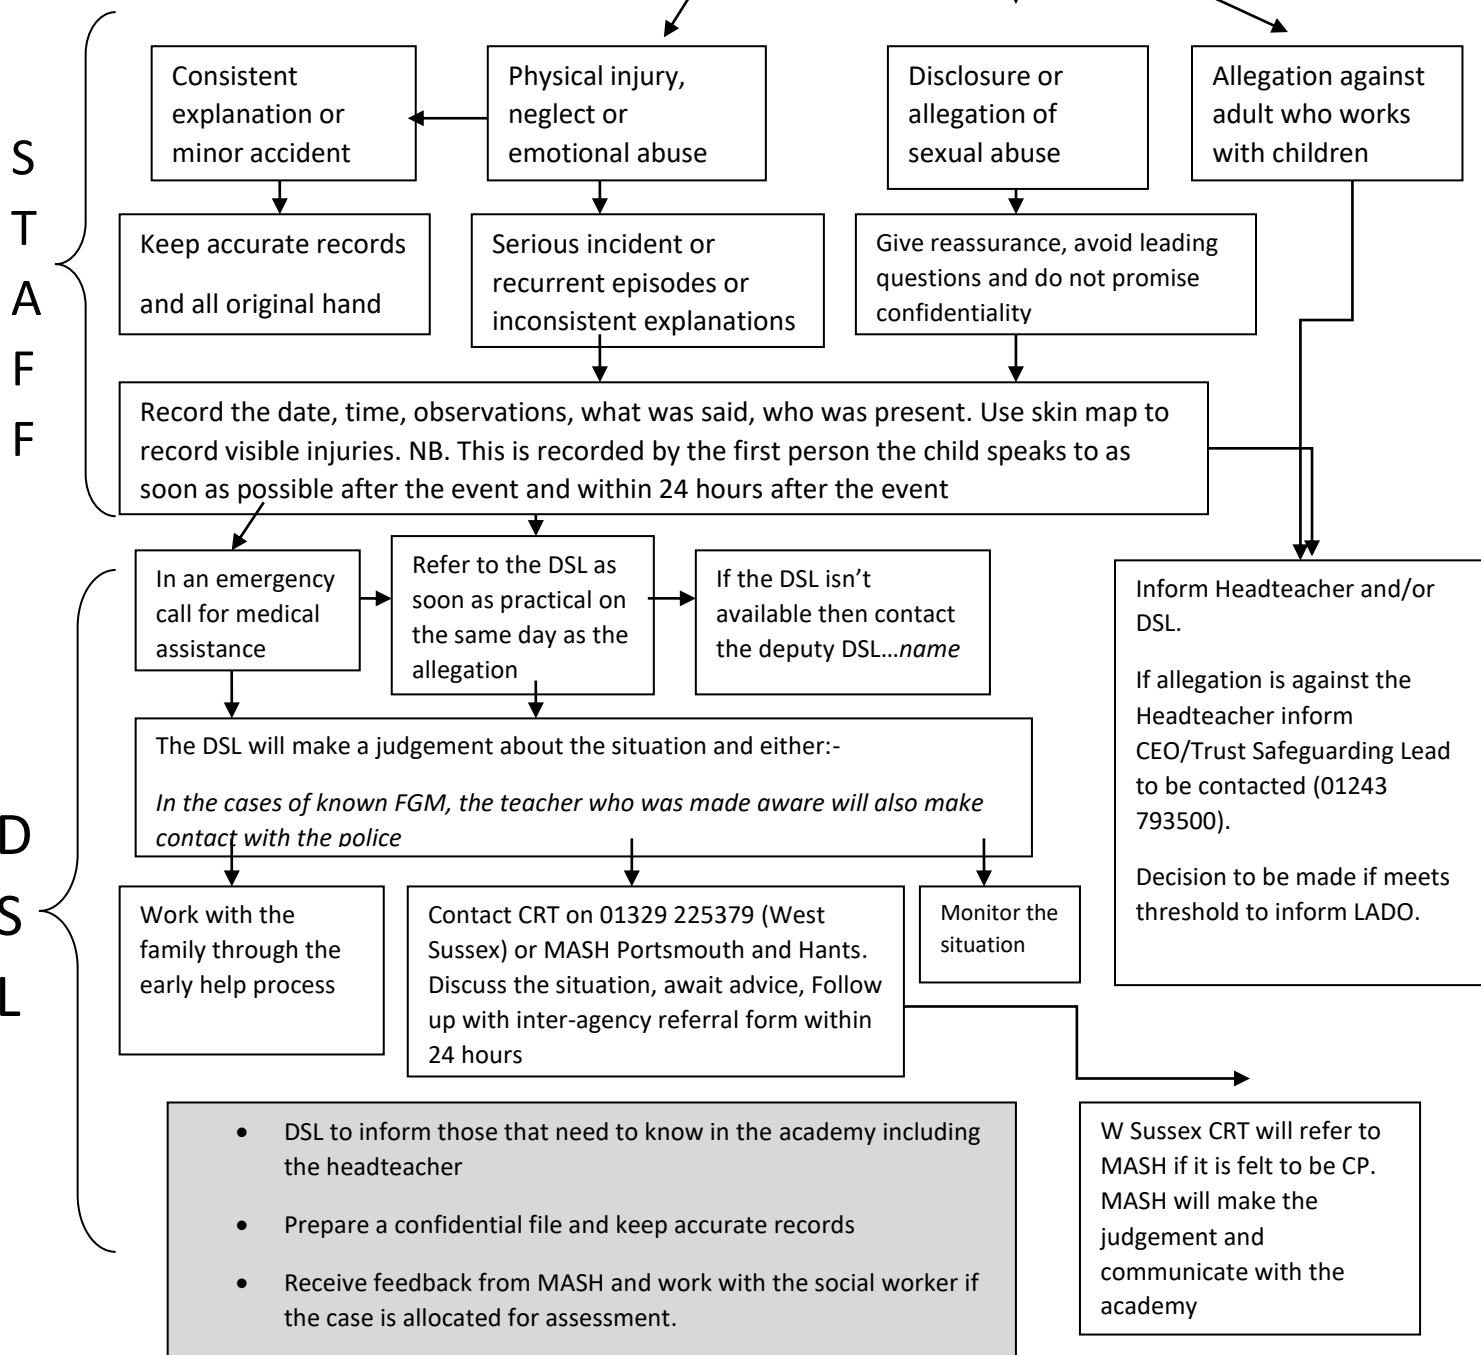 S
T
A
F
F
Consistent
explanation or
minor accident
Physical injury,
neglect or
emotional abuse
Disclosure or
allegation of
sexual abuse
Allegation against
adult who works
with children
Keep accurate records
and all original hand
Serious incident or
recurrent episodes or
inconsistent explanations
Give reassurance, avoid leading
questions and do not promise
confidentiality
Record the date, time, observations, what was said, who was present. Use skin map to
record visible injuries. NB. This is recorded by the first person the child speaks to as
soon as possible after the event and within 24 hours after the event
D
S
L
In an emergency
call for medical
assistance
Refer to the DSL as
soon as practical on
the same day as the
allegation
If the DSL isn’t
available then contact
the deputy DSL…name
Inform Headteacher and/or
DSL.
If allegation is against the
Headteacher inform
CEO/Trust Safeguarding Lead
to be contacted (01243
793500).
Decision to be made if meets
threshold to inform LADO.
The DSL will make a judgement about the situation and either:-
In the cases of known FGM, the teacher who was made aware will also make
contact with the police
Work with the
family through the
early help process
Contact CRT on 01329 225379 (West
Sussex) or MASH Portsmouth and Hants.
Discuss the situation, await advice, Follow
up with inter-agency referral form within
24 hours
Monitor the
situation
• DSL to inform those that need to know in the academy including
the headteacher
• Prepare a confidential file and keep accurate records
• Receive feedback from MASH and work with the social worker if
the case is allocated for assessment.
W Sussex CRT will refer to
MASH if it is felt to be CP.
MASH will make the
judgement and
communicate with the
academy